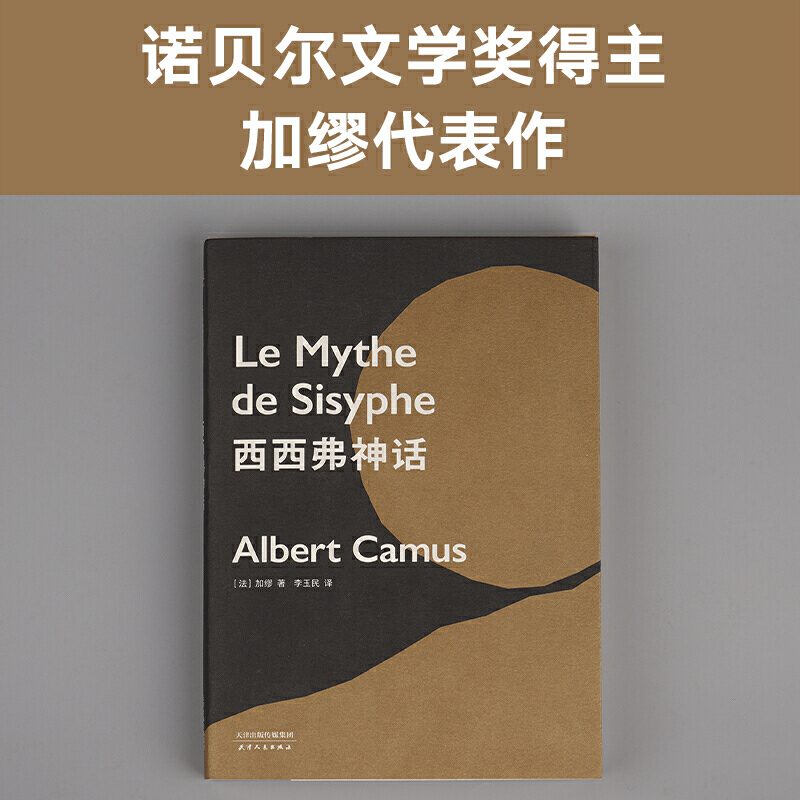 诺贝尔文学奖得主
加缪代表作
Le Mythe
de Sisyphe
西西弗神话
Albert Camus
[法] 加缪 著 李玉民 译
天津出版传媒集团
天津人民出版社